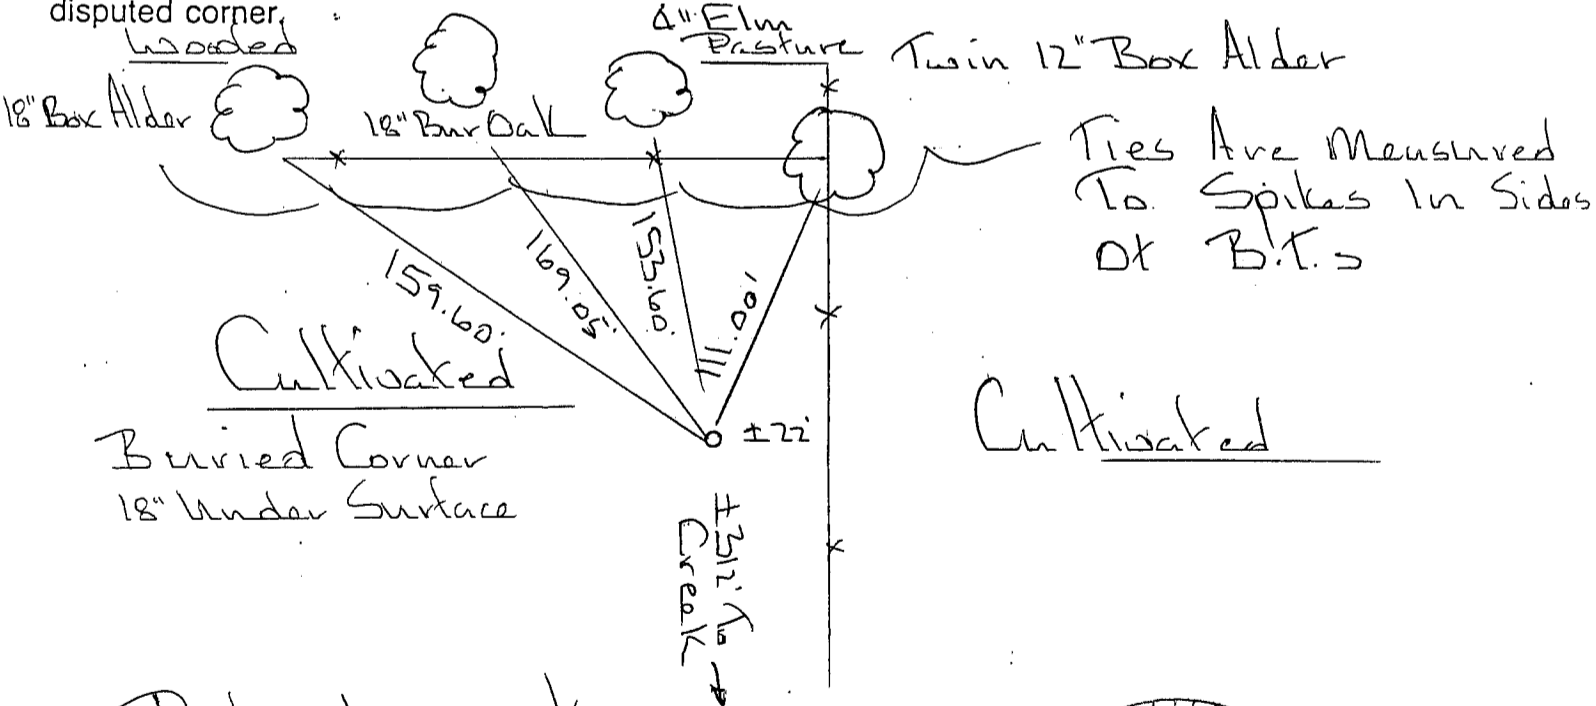 disputed corner.
Wooded
4" Elm
Pasture
Twin 12" Box Alder
18" Box Alder
18" Bur Oak
Ties Are Measured
To Spikes In Sides
Of B.T.s
159.60'
169.05'
153.60'
111.00'
Cultivated
±22'
Cultivated
Buried Corner
18" Under Surface
±312' To
Creek